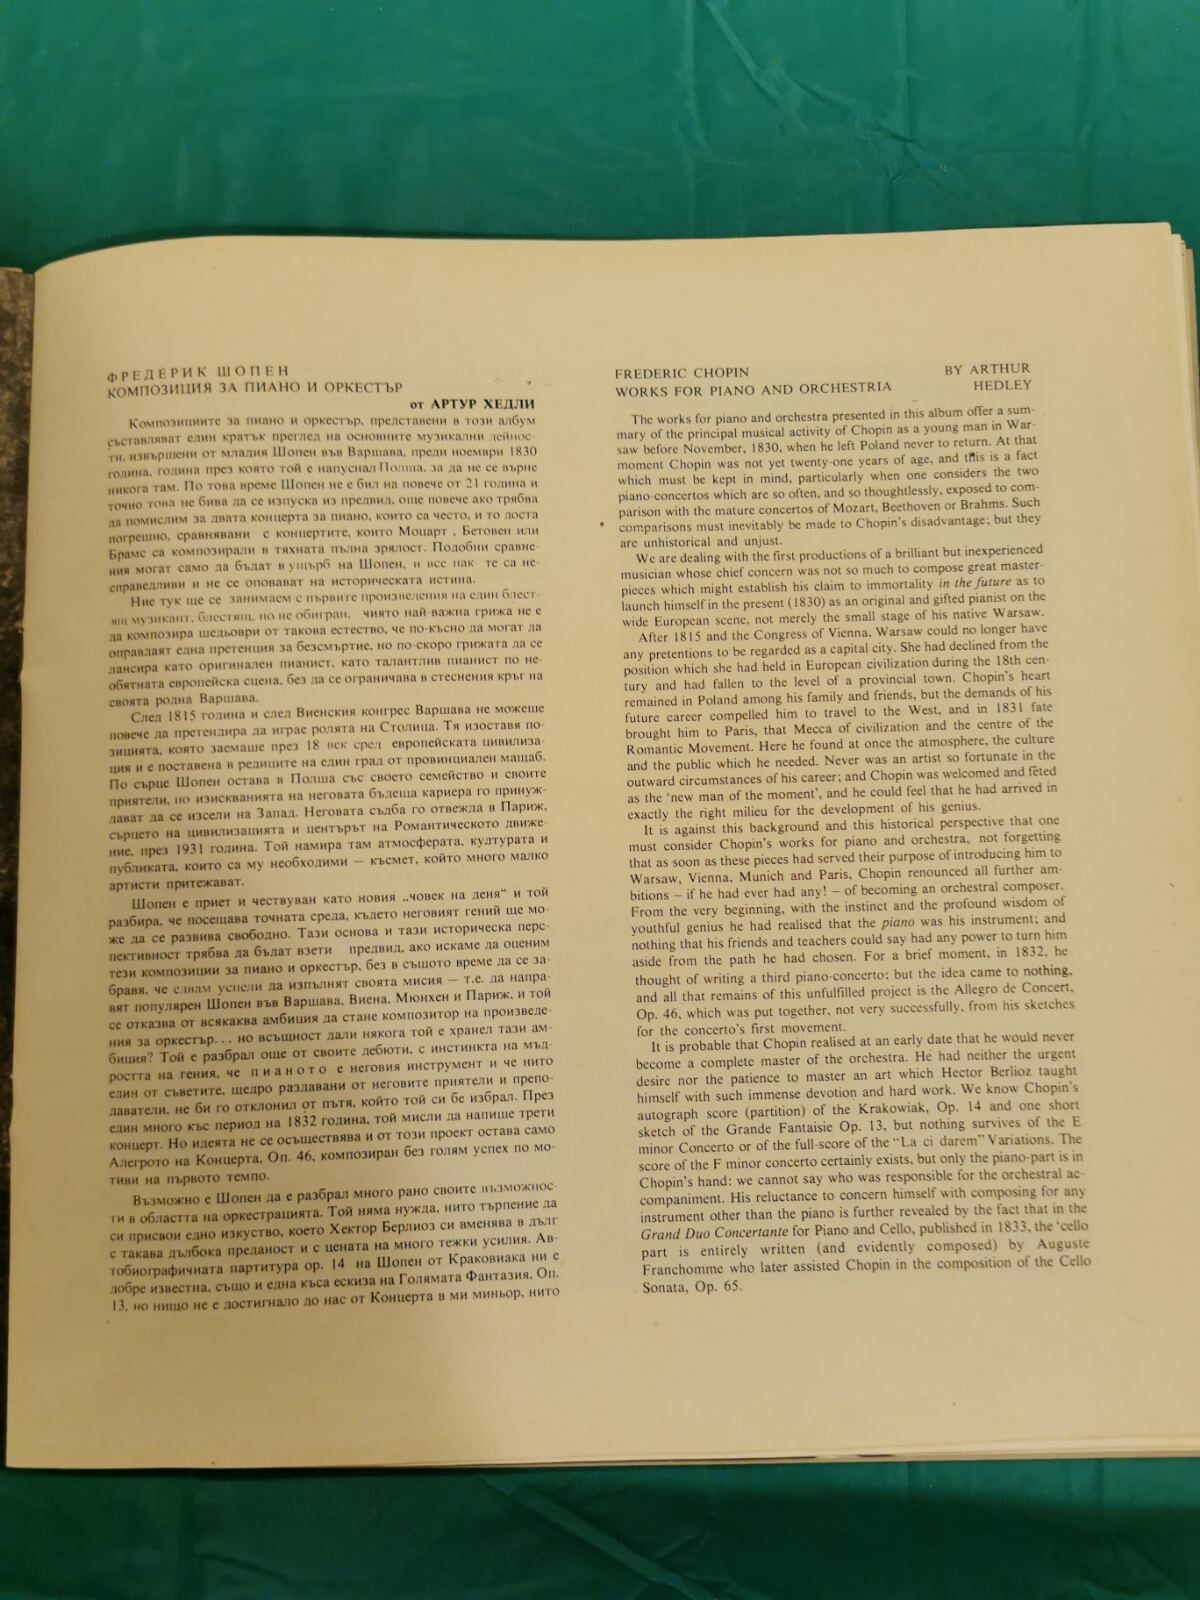 ФРЕДЕРИК ШОПЕН
КОМПОЗИЦИЯ ЗА ПИАНО И ОРКЕСТЪР
от АРТУР ХЕДЛИ
Композициите за пиано и оркестър, представени в този албум
съставляват един кратък преглед на основните музикални дейнос-
ти, извършени от младия Шопен във Варшава, преди ноември 1830
година, година през която той е напуснал Полша, за да не се върне
никога там. По това време Шопен не е бил на повече от 21 година и
точно това не бива да се изпуска из предвид, още повече ако трябва
да помислим за двата концерта за пиано, които са често, и то доста
погрешно, сравнявани с концертите, които Моцарт , Бетовен или
Брамс са композирали в тяхната пълна зрялост. Подобни сравне-
ния могат само да бъдат в ущърб на Шопен, и все пак те са не-
справедливи и не се оповават на историческата истина.
Ние тук ще се занимаем с първите произведения на един блест-
ящ музикант, блестящ, но не обигран, чиято най-важна грижа не е
да композира шедьоври от такова естество, че по-късно да могат да
оправдаят една претенция за безсмъртие, но по-скоро грижата да се
лансира като оригинален пианист, като талантлив пианист по не-
обятната европейска сцена, без да се ограничава в стеснения кръг на
своята родна Варшава.
След 1815 година и след Виенския конгрес Варшава не можеше
повече да претендира да играе ролята на Столица. Тя изоставя по-
зицията, която заемаше през 18 век сред европейската цивилиза-
ция и е поставена в редиците на един град от провинциален мащаб.
По сърце Шопен остава в Полша със своето семейство и своите
приятели, но изискванията на неговата бъдеща кариера го принуж-
дават да се изсели на Запад. Неговата съдба го отвежда в Париж,
сърцето на цивилизацията и центърът на Романтическото движе-
ние, през 1931 година. Той намира там атмосферата, културата и
публиката, които са му необходими – късмет, който много малко
артисти притежават.
Шопен е приет и чествуван като новия „човек на деня“ и той
разбира, че посещава точната среда, където неговият гений ще мо-
же да се развива свободно. Тази основа и тази историческа перс-
пективност трябва да бъдат взети предвид, ако искаме да оценим
тези композиции за пиано и оркестър, без в същото време да се за-
бравя, че едвам успели да изпълнят своята мисия – т.е. да напра-
вят популярен Шопен във Варшава, Виена, Мюнхен и Париж, и той
се отказва от всякаква амбиция да стане композитор на произведе-
ния за оркестър... но всъщност дали някога той е хранел тази ам-
биция? Той е разбрал още от своите дебюти, с инстинкта на мъд-
ростта на гения, че пианото е неговия инструмент и че нито
един от съветите, щедро раздавани от неговите приятели и препо-
даватели, не би го отклонил от пътя, който той си бе избрал. През
един много къс период на 1832 година, той мисли да напише трети
концерт. Но идеята не се осъществява и от този проект остава само
Алегрото на Концерта, Оп. 46, композиран без голям успех по мо-
тиви на първото темпо.
Възможно е Шопен да е разбрал много рано своите възможнос-
ти в областта на оркестрацията. Той няма нужда, нито търпение да
си присвои едно изкуство, което Хектор Берлиоз си вменява в дълг
с такава дълбока преданост и с цената на много тежки усилия. Ав-
тобиографичната партитура ор. 14 на Шопен от Краковиака ни е
добре известна, също и една къса ескиза на Голямата Фантазия, Оп.
13, но нищо не е достигнало до нас от Концерта в ми миньор, нито
FREDERIC CHOPIN BY ARTHUR
WORKS FOR PIANO AND ORCHESTRIA HEDLEY
The works for piano and orchestra presented in this album offer a sum-
mary of the principal musical activity of Chopin as a young man in War-
saw before November, 1830, when he left Poland never to return. At that
moment Chopin was not yet twenty-one years of age, and this is a fact
which must be kept in mind, particularly when one considers the two
piano-concertos which are so often, and so thoughtlessly, exposed to com-
parison with the mature concertos of Mozart, Beethoven or Brahms. Such
comparisons must inevitably be made to Chopin's disadvantage; but they
are unhistorical and unjust.
We are dealing with the first productions of a brilliant but inexperienced
musician whose chief concern was not so much to compose great master-
pieces which might establish his claim to immortality in the future as to
launch himself in the present (1830) as an original and gifted pianist on the
wide European scene, not merely the small stage of his native Warsaw.
After 1815 and the Congress of Vienna, Warsaw could no longer have
any pretentions to be regarded as a capital city. She had declined from the
position which she had held in European civilization during the 18th cen-
tury and had fallen to the level of a provincial town. Chopin's heart
remained in Poland among his family and friends, but the demands of his
future career compelled him to travel to the West, and in 1831 fate
brought him to Paris, that Mecca of civilization and the centre of the
Romantic Movement. Here he found at once the atmosphere, the culture
and the public which he needed. Never was an artist so fortunate in the
outward circumstances of his career; and Chopin was welcomed and fêted
as the 'new man of the moment', and he could feel that he had arrived in
exactly the right milieu for the development of his genius.
It is against this background and this historical perspective that one
must consider Chopin's works for piano and orchestra, not forgetting
that as soon as these pieces had served their purpose of introducing him to
Warsaw, Vienna, Munich and Paris, Chopin renounced all further am-
bitions – if he had ever had any! – of becoming an orchestral composer.
From the very beginning, with the instinct and the profound wisdom of
youthful genius he had realised that the piano was his instrument; and
nothing that his friends and teachers could say had any power to turn him
aside from the path he had chosen. For a brief moment, in 1832, he
thought of writing a third piano-concerto; but the idea came to nothing,
and all that remains of this unfulfilled project is the Allegro de Concert,
Op. 46, which was put together, not very successfully, from his sketches
for the concerto's first movement.
It is probable that Chopin realised at an early date that he would never
become a complete master of the orchestra. He had neither the urgent
desire nor the patience to master an art which Hector Berlioz taught
himself with such immense devotion and hard work. We know Chopin's
autograph score (partition) of the Krakowiak, Op. 14 and one short
sketch of the Grande Fantaisie Op. 13, but nothing survives of the E
minor Concerto or of the full-score of the "La ci darem" Variations. The
score of the F minor concerto certainly exists, but only the piano-part is in
Chopin's hand: we cannot say who was responsible for the orchestral ac-
companiment. His reluctance to concern himself with composing for any
instrument other than the piano is further revealed by the fact that in the
Grand Duo Concertante for Piano and Cello, published in 1833, the 'cello
part is entirely written (and evidently composed) by Auguste
Franchomme who later assisted Chopin in the composition of the Cello
Sonata, Op. 65.